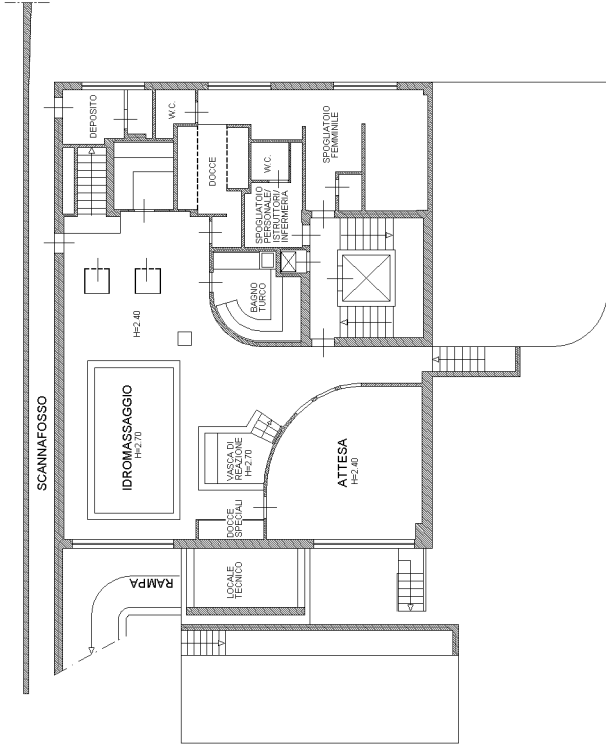 DEPOSITO
W.C.
DOCCE
W.C.
SPOGLIATOIO
FEMMINILE
SPOGLIATOIO
PERSONALE/
ISTRUTTORI/
INFERMERIA
BAGNO
TURCO
H=2.40
SCANNAFOSSO
IDROMASSAGGIO
H=2.70
VASCA DI
REAZIONE
H=2.70
ATTESA
H=2.40
DOCCE
SPECIALI
LOCALE
TECNICO
RAMPA